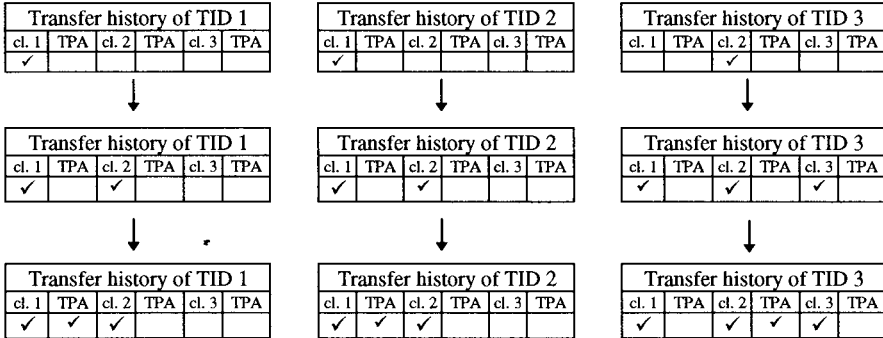 Transfer history of TID 1 Transfer history of TID 2 Transfer history of TID 3
cl. 1 TPA cl. 2 TPA cl. 3 TPA cl. 1 TPA cl. 2 TPA cl. 3 TPA cl. 1 TPA cl. 2 TPA cl. 3 TPA
✓ ✓ ✓
Transfer history of TID 1 Transfer history of TID 2 Transfer history of TID 3
cl. 1 TPA cl. 2 TPA cl. 3 TPA cl. 1 TPA cl. 2 TPA cl. 3 TPA cl. 1 TPA cl. 2 TPA cl. 3 TPA
✓ ✓ ✓ ✓ ✓ ✓ ✓
Transfer history of TID 1 Transfer history of TID 2 Transfer history of TID 3
cl. 1 TPA cl. 2 TPA cl. 3 TPA cl. 1 TPA cl. 2 TPA cl. 3 TPA cl. 1 TPA cl. 2 TPA cl. 3 TPA
✓ ✓ ✓ ✓ ✓ ✓ ✓ ✓ ✓ ✓